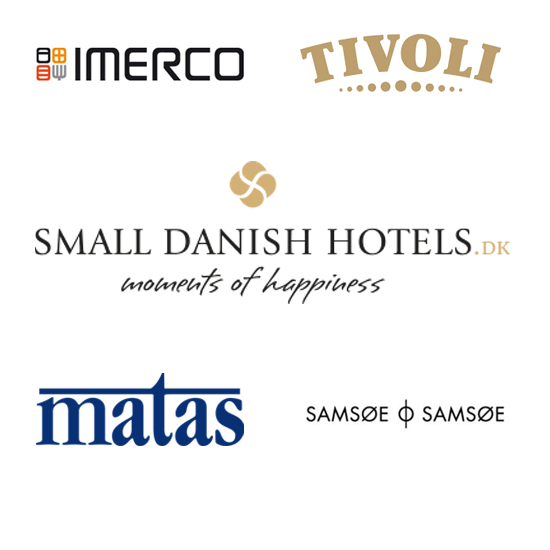 IMERCO
TIVOLI
SMALL DANISH HOTELS.DK
moments of happiness
matas
SAMSØE SAMSØE